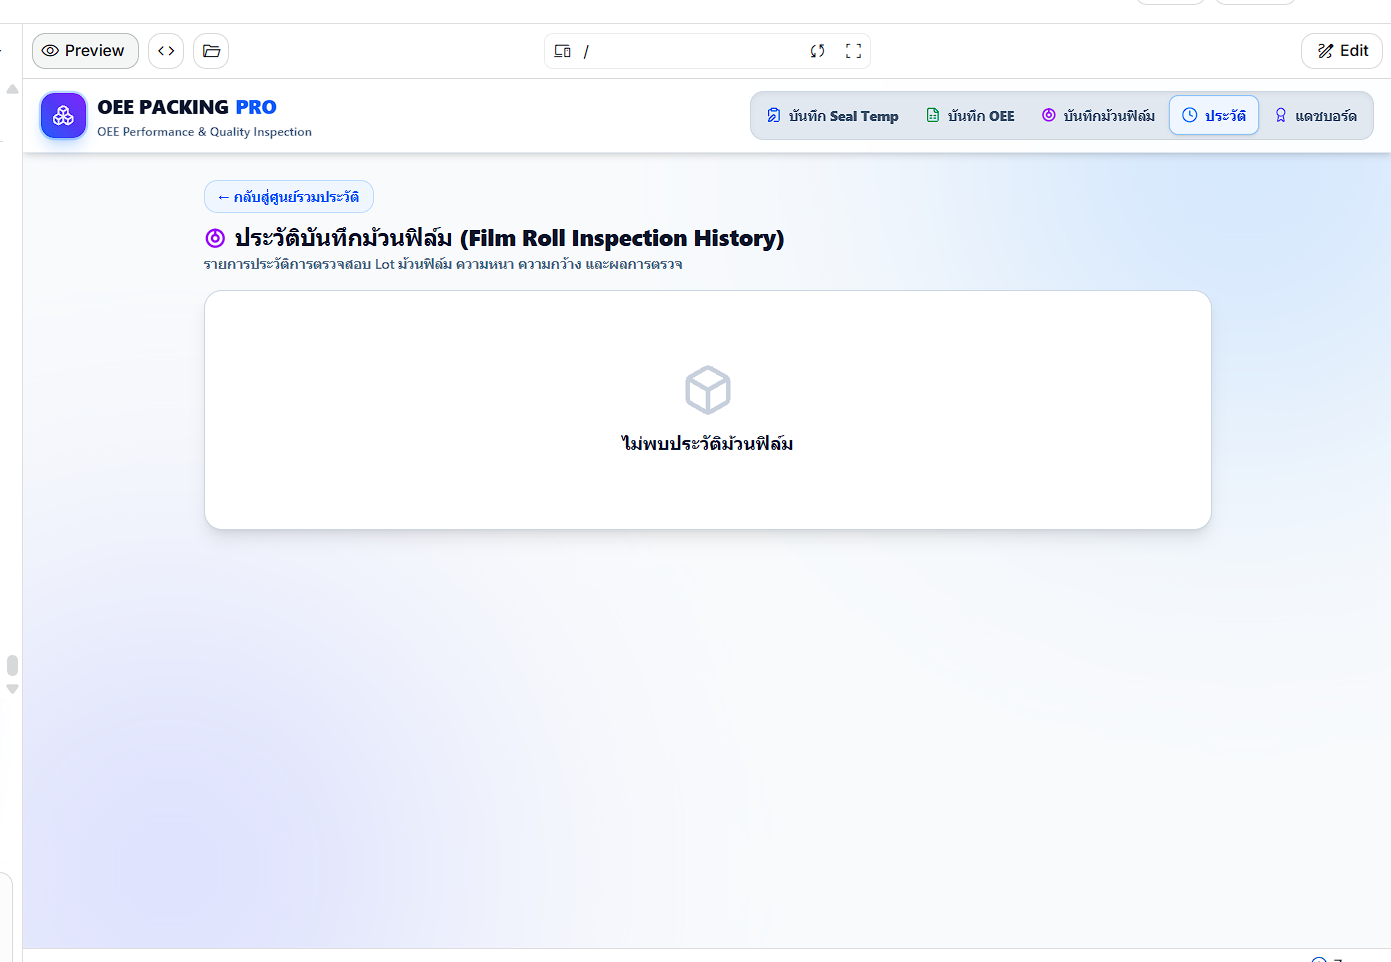 Preview
/
Edit
OEE PACKING PRO
OEE Performance & Quality Inspection
บันทึก Seal Temp
บันทึก OEE
บันทึกม้วนฟิล์ม
ประวัติ
แดชบอร์ด
← กลับสู่ศูนย์รวมประวัติ
ประวัติบันทึกม้วนฟิล์ม (Film Roll Inspection History)
รายการประวัติการตรวจสอบ Lot ม้วนฟิล์ม ความหนา ความกว้าง และผลการตรวจ
ไม่พบประวัติม้วนฟิล์ม